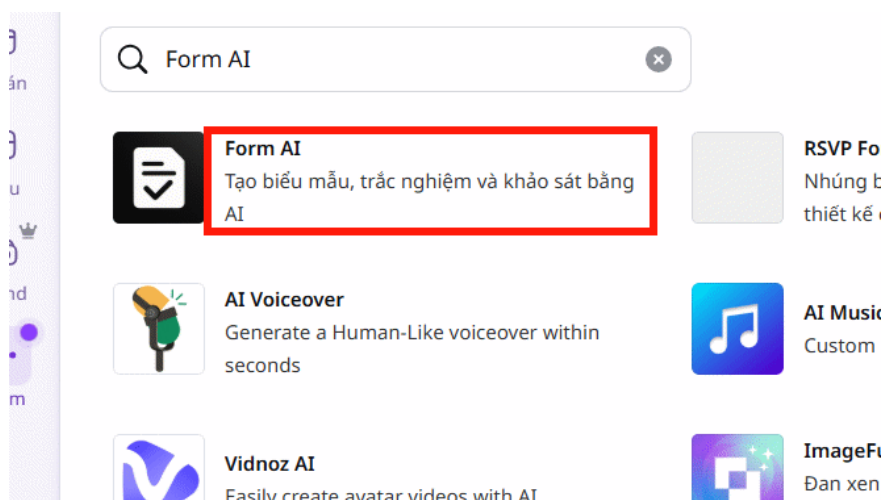 Form AI
Form AI
Tạo biểu mẫu, trắc nghiệm và khảo sát bằng
AI
RSVP Fo
Nhúng b
thiết kế
AI Voiceover
Generate a Human-Like voiceover within
seconds
AI Music
Custom
Vidnoz AI
Easily create avatar videos with AI
ImageFu
Đan xen